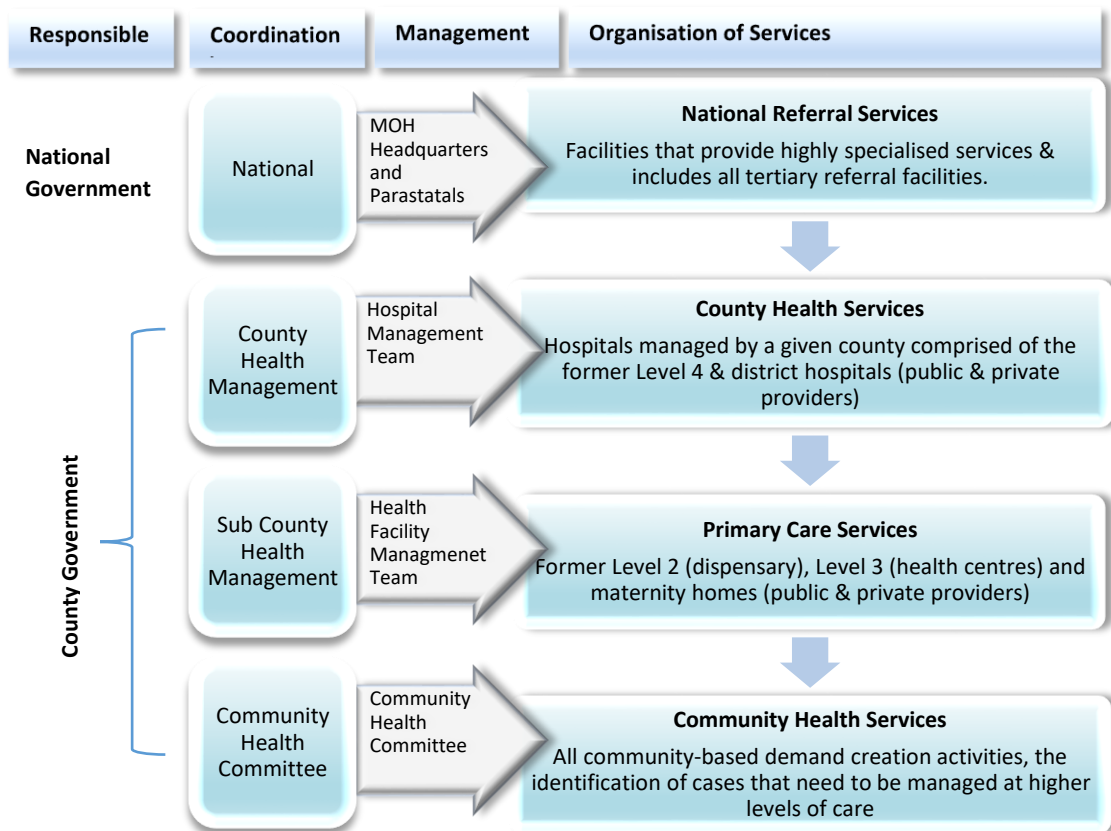 Responsible
Coordination
Management
Organisation of Services
National
Government
National
MOH
Headquarters
and
Parastatals
National Referral Services
Facilities that provide highly specialised services &
includes all tertiary referral facilities.
County Government
County
Health
Management
Hospital
Management
Team
County Health Services
Hospitals managed by a given county comprised of the
former Level 4 & district hospitals (public & private
providers)
Sub County
Health
Management
Health
Facility
Managmenet
Team
Primary Care Services
Former Level 2 (dispensary), Level 3 (health centres) and
maternity homes (public & private providers)
Community
Health
Committee
Community
Health
Committee
Community Health Services
All community-based demand creation activities, the
identification of cases that need to be managed at higher
levels of care